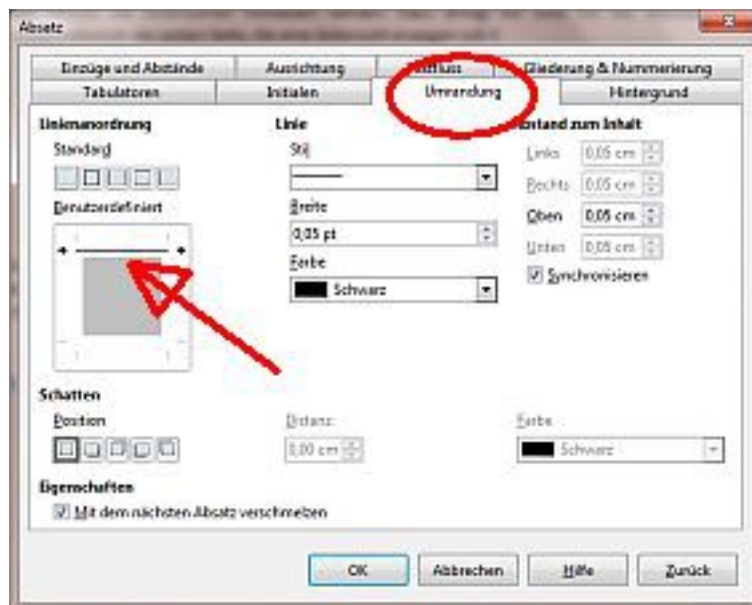 Absatz
Einzüge und Abstände Ausrichtung Textfluss Gliederung & Nummerierung
Tabulatoren Initialen Umrandung Hintergrund
Linienanordnung
Standard
Benutzerdefiniert
Linie
Stil
Breite
0,05 pt
Farbe
Schwarz
Abstand zum Inhalt
Links 0,05 cm
Rechts 0,05 cm
Oben 0,05 cm
Unten 0,05 cm
Synchronisieren
Schatten
Position
Distanz
Farbe
Schwarz
Eigenschaften
Mit dem nächsten Absatz verschmelzen
OK Abbrechen Hilfe Zurück